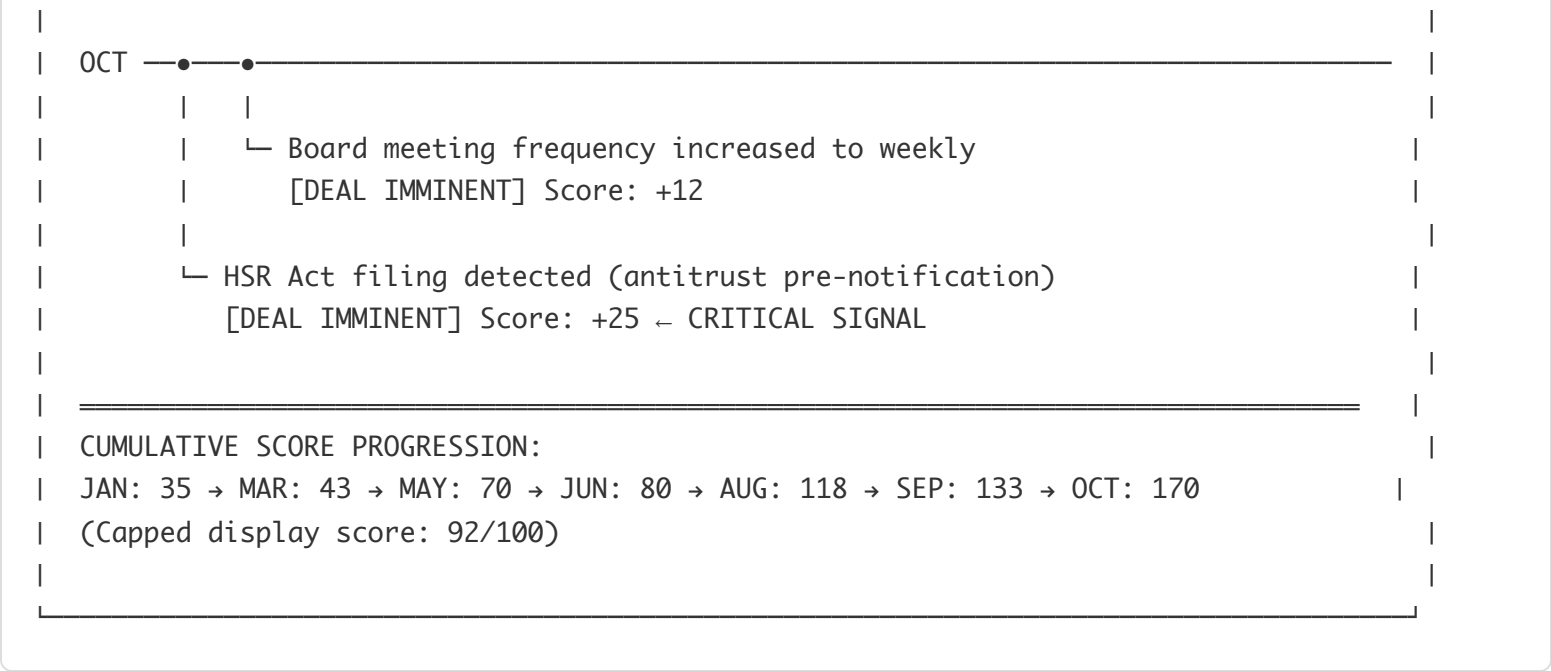 OCT
Board meeting frequency increased to weekly
[DEAL IMMINENT] Score: +12
HSR Act filing detected (antitrust pre-notification)
[DEAL IMMINENT] Score: +25 ← CRITICAL SIGNAL
CUMULATIVE SCORE PROGRESSION:
JAN: 35 → MAR: 43 → MAY: 70 → JUN: 80 → AUG: 118 → SEP: 133 → OCT: 170
(Capped display score: 92/100)